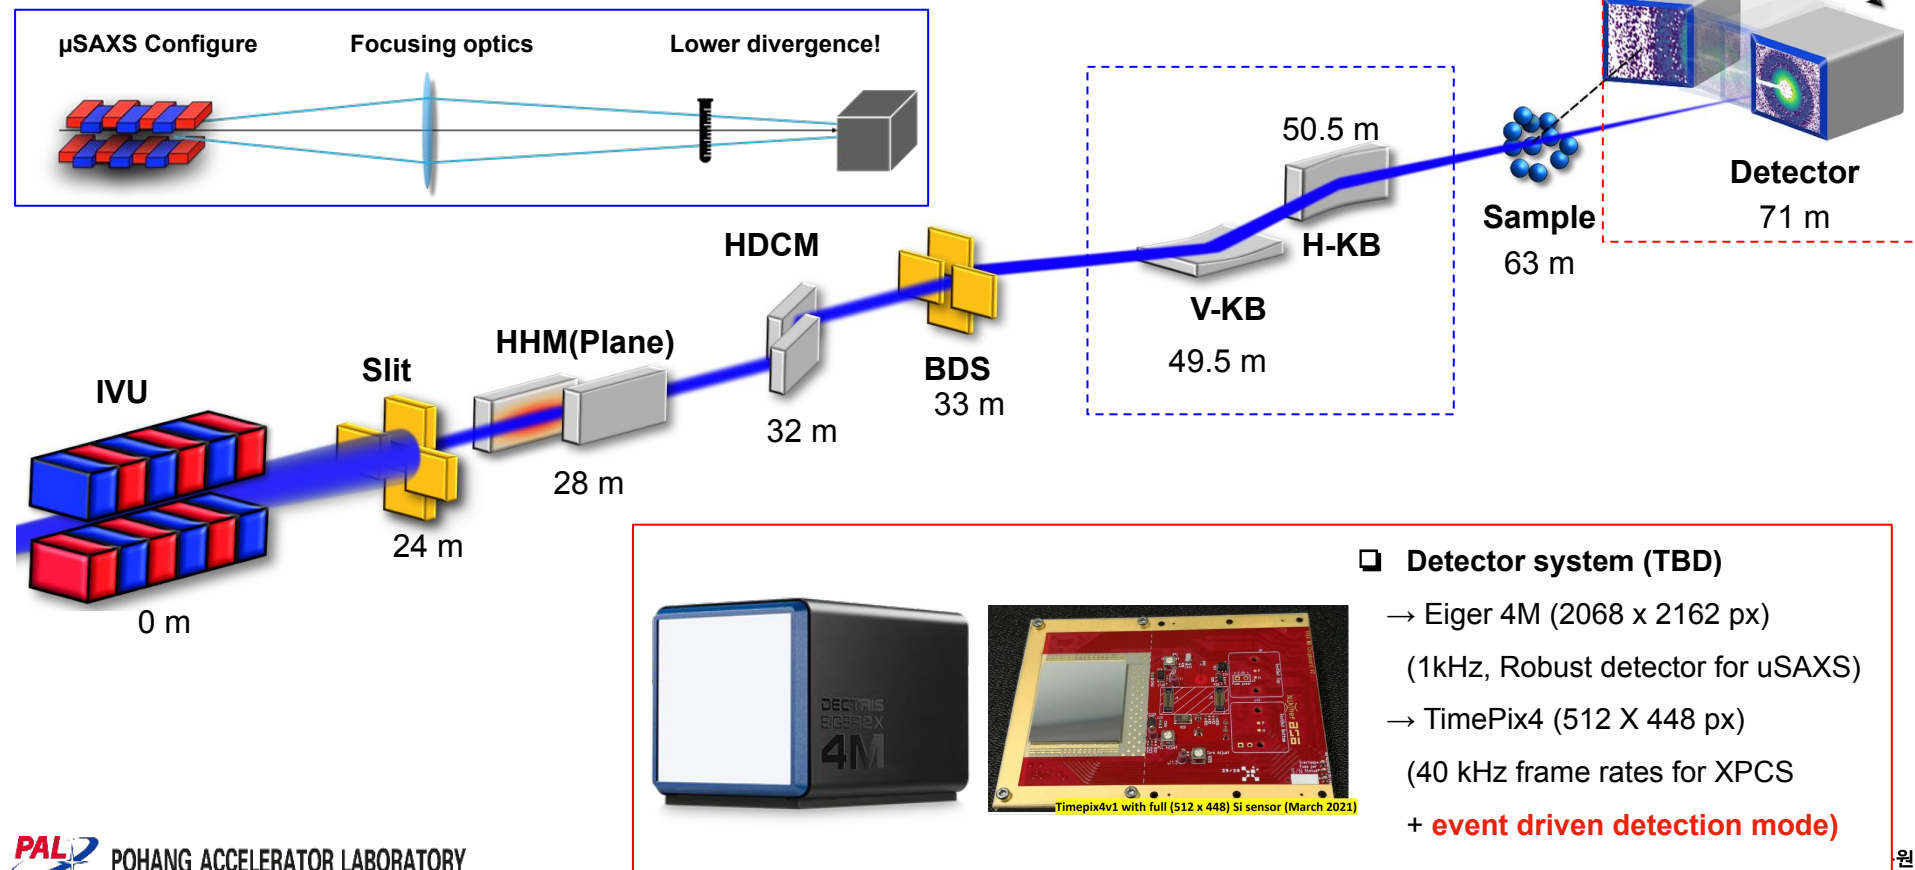 µSAXS Configure
Focusing optics
Lower divergence!
50.5 m
Detector
71 m
Sample
63 m
HDCM
H-KB
V-KB
49.5 m
HHM(Plane)
32 m
BDS
33 m
Slit
IVU
28 m
24 m
0 m
Detector system (TBD)
→ Eiger 4M (2068 x 2162 px)
(1kHz, Robust detector for uSAXS)
→ TimePix4 (512 X 448 px)
(40 kHz frame rates for XPCS
+ event driven detection mode)
DECTRIS
EIGER2X
4M
Timepix4v1 with full (512 x 448) Si sensor (March 2021)
PAL
POHANG ACCELERATOR LABORATORY
원